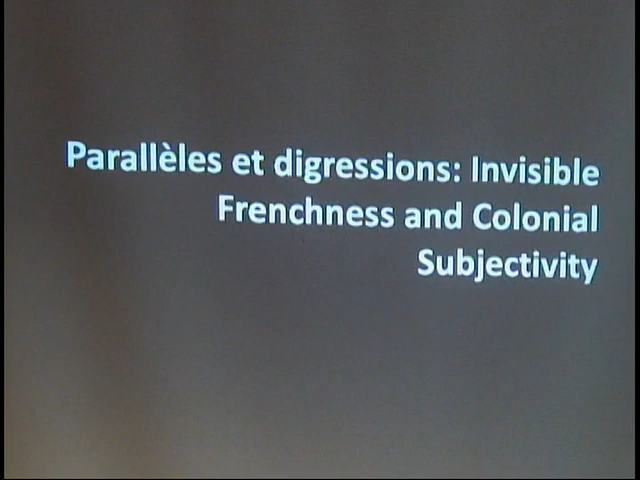 Parallèles et digressions: Invisible
Frenchness and Colonial
Subjectivity